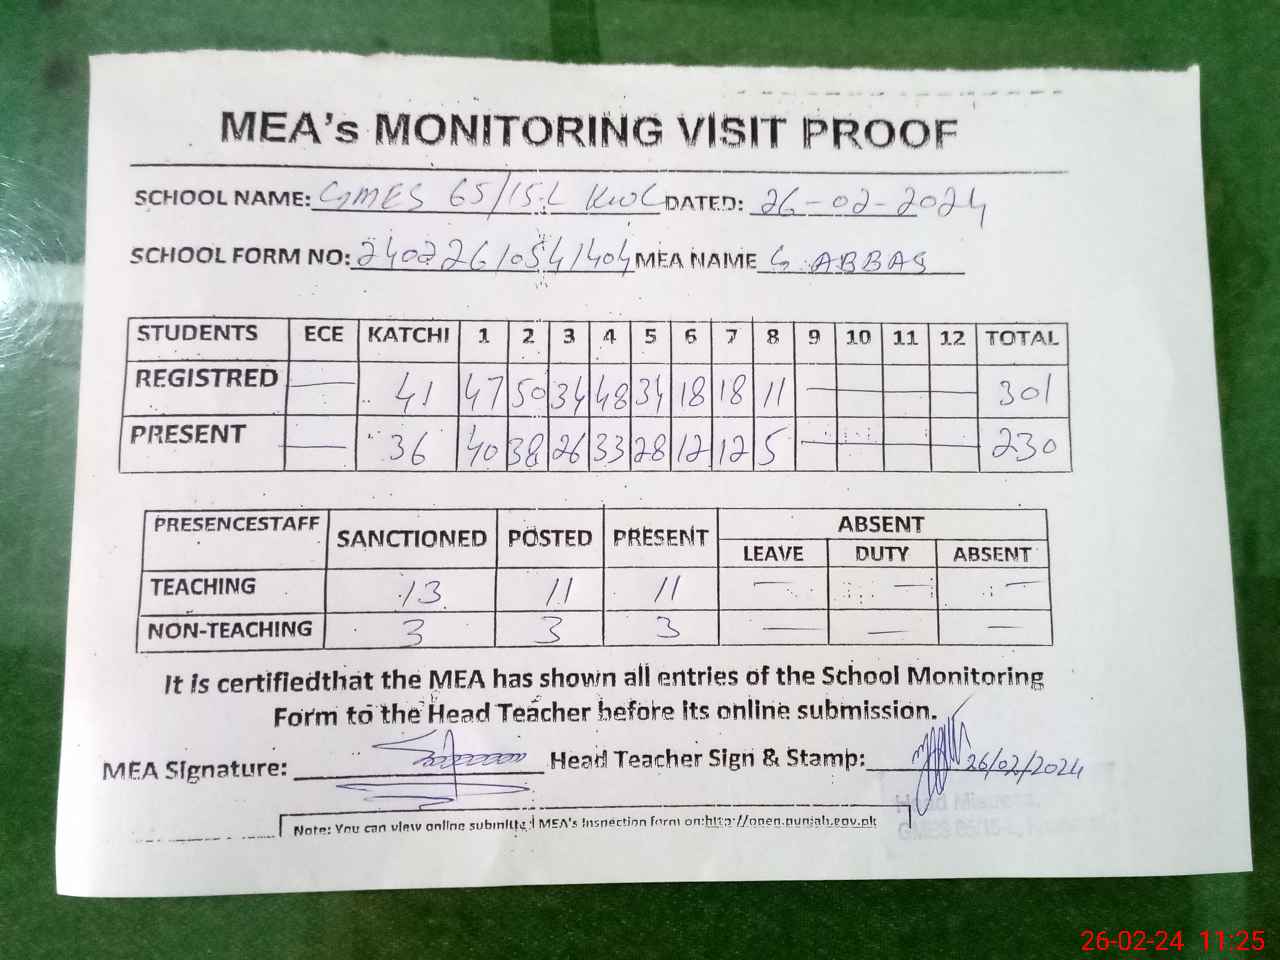 MEA's MONITORING VISIT PROOF
SCHOOL NAME: GMES 65/15-L KWL DATED: 26-02-2024
SCHOOL FORM NO: 24022610541404 MEA NAME G ABBAS
STUDENTS ECE KATCHI 1 2 3 4 5 6 7 8 9 10 11 12 TOTAL
REGISTRED — 41 47 50 34 48 34 18 18 11 — — — — 301
PRESENT — 36 40 38 26 33 28 12 12 5 — — — — 230
PRESENCESTAFF SANCTIONED POSTED PRESENT ABSENT
LEAVE DUTY ABSENT
TEACHING 13 11 11 — — —
NON-TEACHING 3 3 3 — — —
It is certifiedthat the MEA has shown all entries of the School Monitoring
Form to the Head Teacher before its online submission.
MEA Signature: Head Teacher Sign & Stamp: 26/02/2024
Head Mistress
GMES 65/15-L
Note: You can view online submitted MEA's Inspection form on:http://open.punjab.gov.pk
26-02-24 11:25